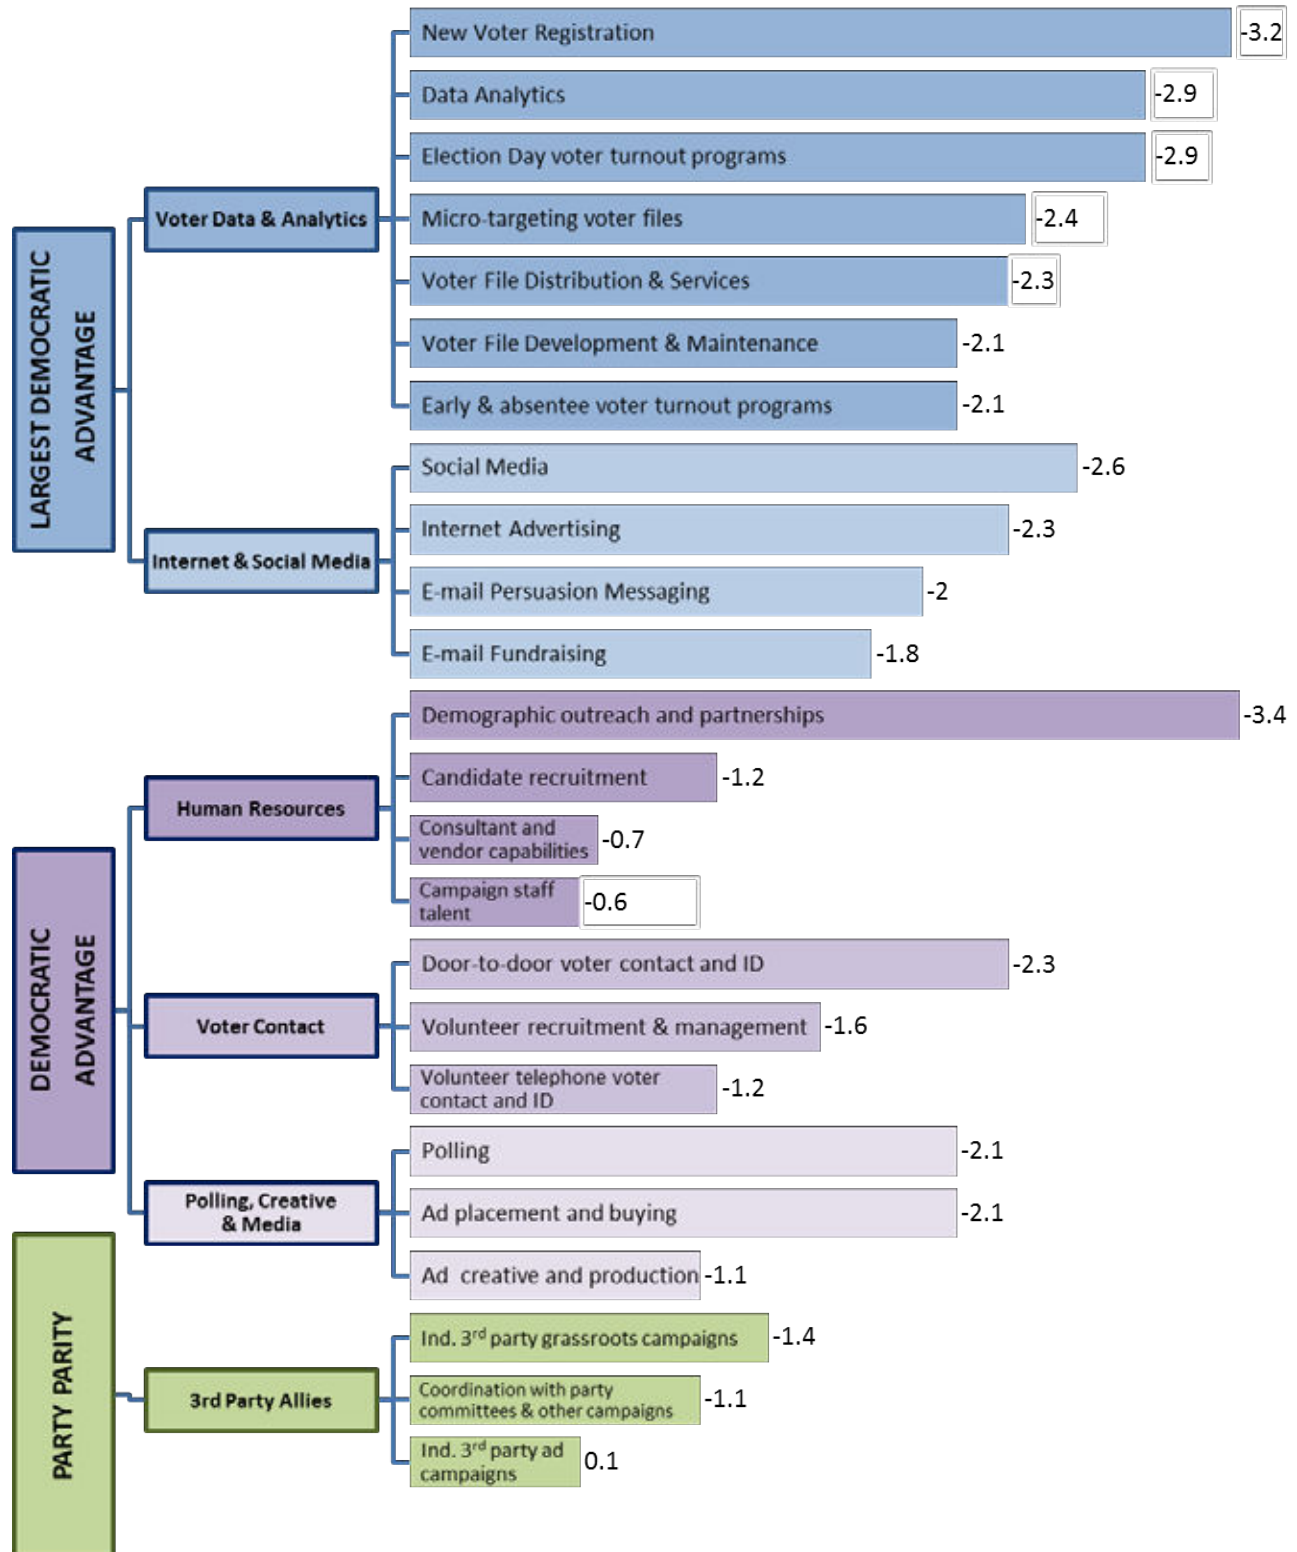 LARGEST DEMOCRATIC
ADVANTAGE
Voter Data & Analytics
New Voter Registration -3.2
Data Analytics -2.9
Election Day voter turnout programs -2.9
Micro-targeting voter files -2.4
Voter File Distribution & Services -2.3
Voter File Development & Maintenance -2.1
Early & absentee voter turnout programs -2.1
Internet & Social Media
Social Media -2.6
Internet Advertising -2.3
E-mail Persuasion Messaging -2
E-mail Fundraising -1.8
DEMOCRATIC
ADVANTAGE
Human Resources
Demographic outreach and partnerships -3.4
Candidate recruitment -1.2
Consultant and
vendor capabilities -0.7
Campaign staff
talent -0.6
Voter Contact
Door-to-door voter contact and ID -2.3
Volunteer recruitment & management -1.6
Volunteer telephone voter
contact and ID -1.2
Polling, Creative
& Media
Polling -2.1
Ad placement and buying -2.1
Ad creative and production -1.1
PARTY PARITY
3rd Party Allies
Ind. 3rd party grassroots campaigns -1.4
Coordination with party
committees & other campaigns -1.1
Ind. 3rd party ad
campaigns 0.1